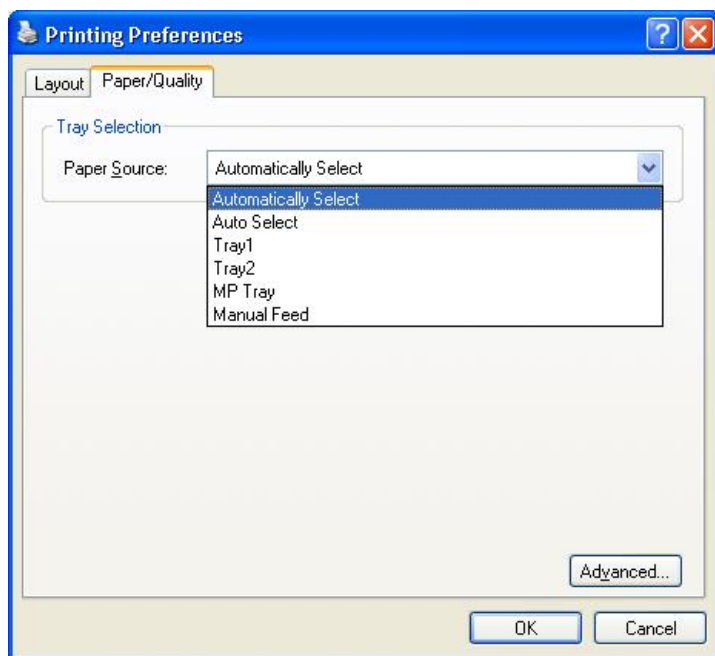 Printing Preferences
Layout
Paper/Quality
Tray Selection
Paper Source:
Automatically Select
Automatically Select
Auto Select
Tray1
Tray2
MP Tray
Manual Feed
Advanced...
OK
Cancel